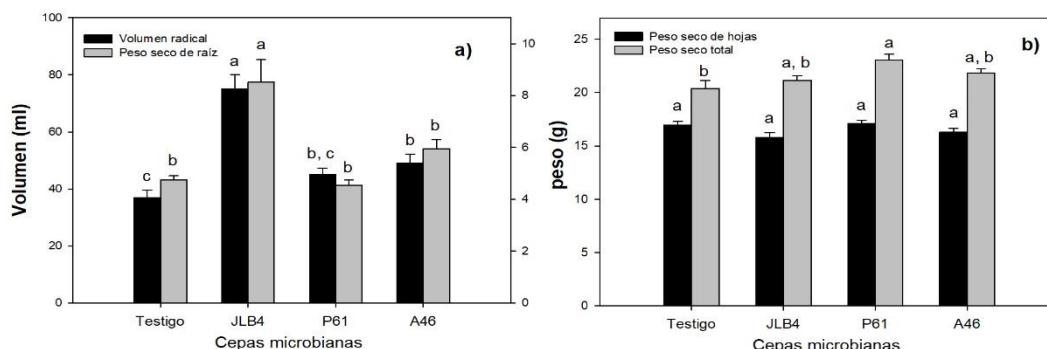 100
80
60
40
20
0
Volumen (ml)
Volumen radical
Peso seco de raíz
a)
c
b
a
a
b, c
b
b
b
10
8
6
4
2
0
Testigo
JLB4
P61
A46
Cepas microbianas
25
20
15
10
5
0
peso (g)
Peso seco de hojas
Peso seco total
b)
a
b
a
a, b
a
a
a
a, b
Testigo
JLB4
P61
A46
Cepas microbianas